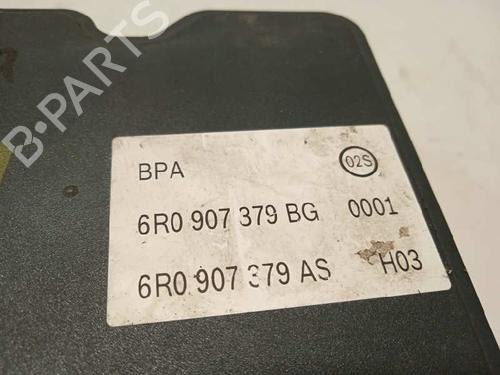 B-PARTS
BPA 02S
6R0 907 379 BG 0001
6R0 907 379 AS H03